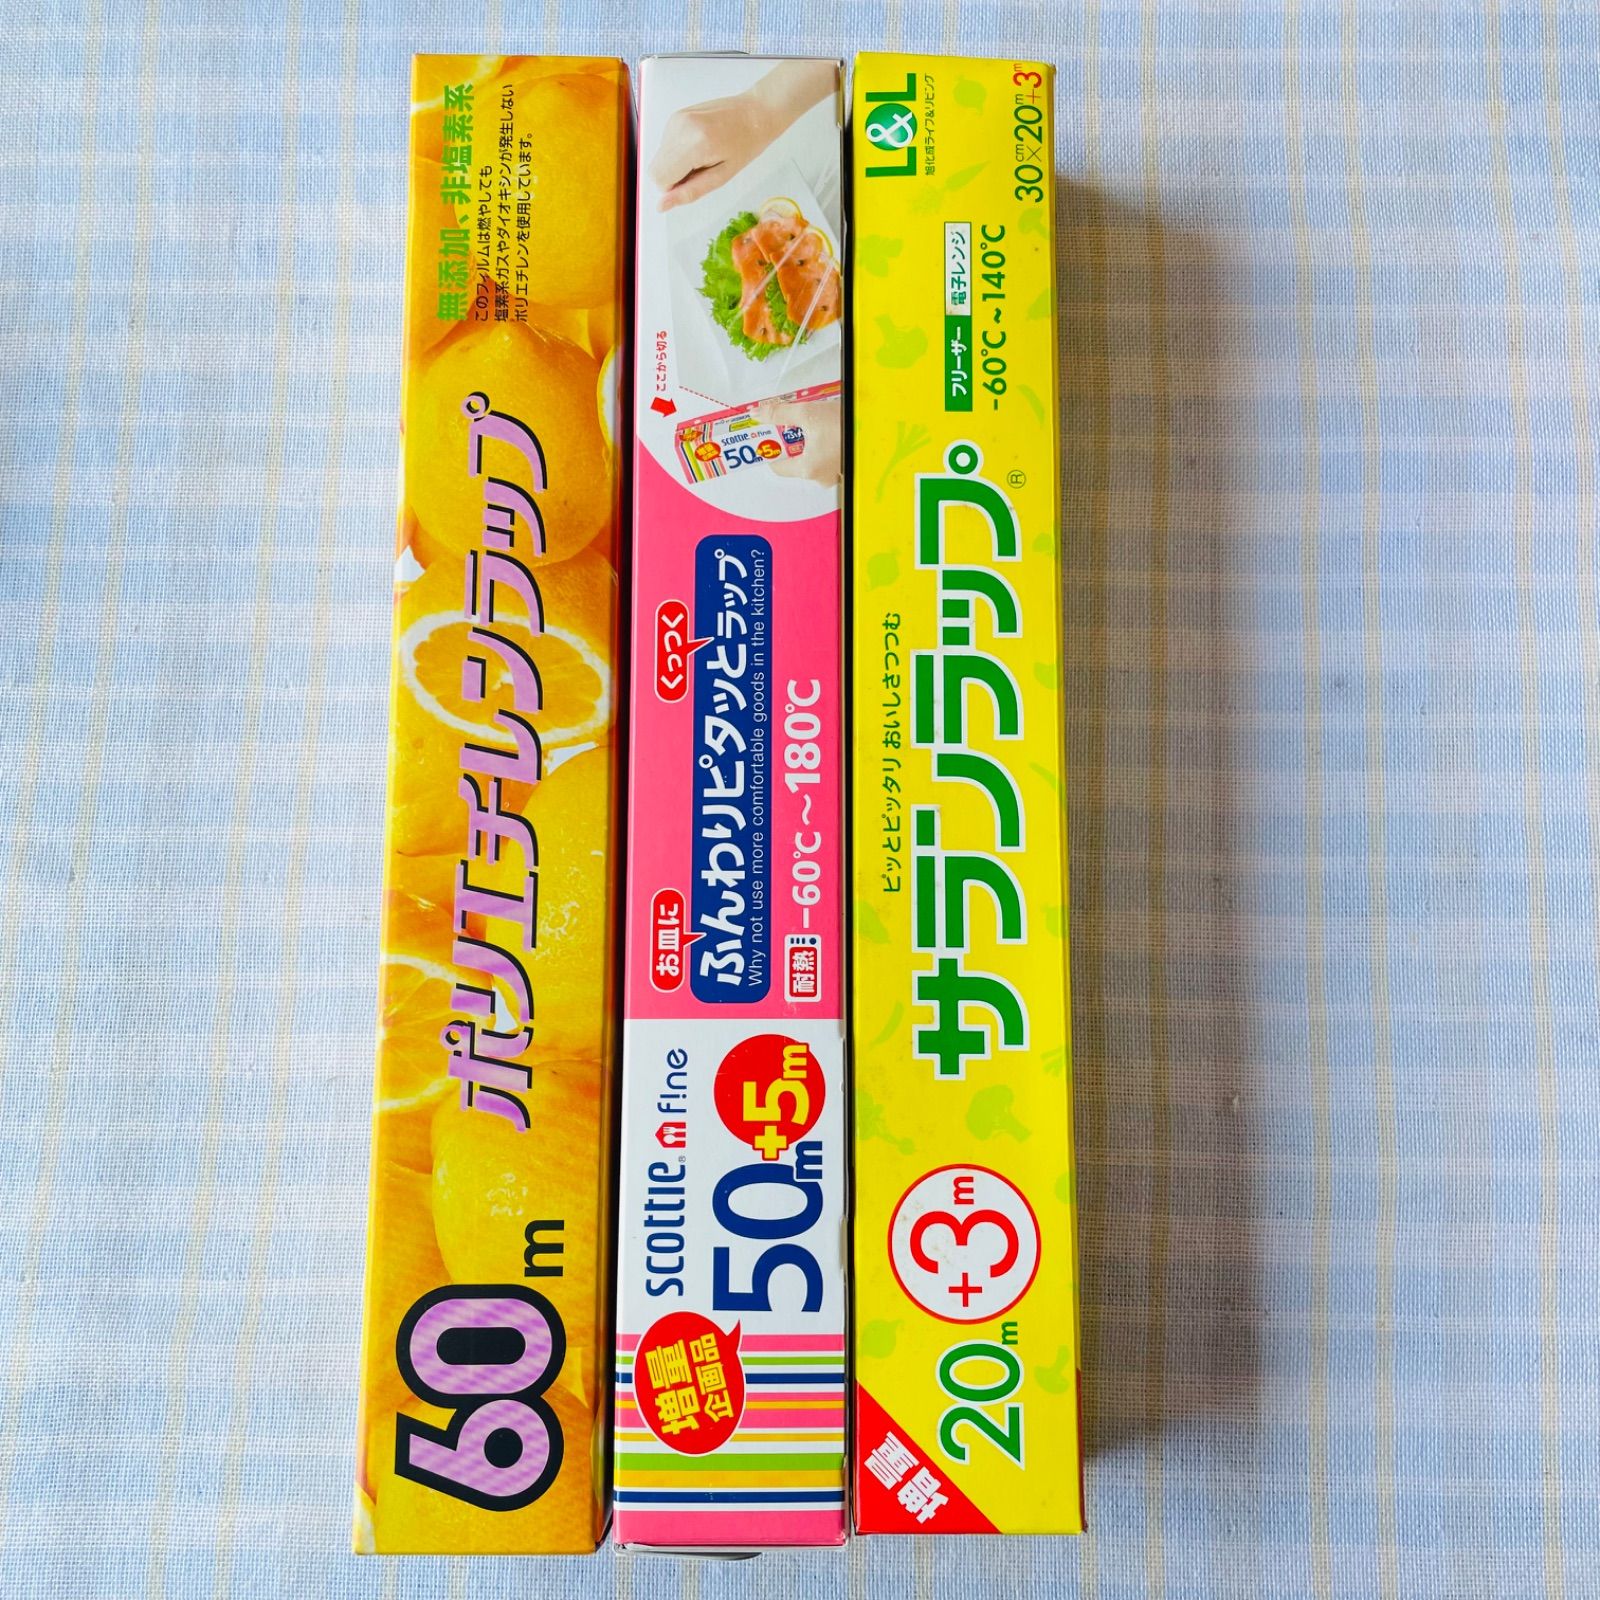 60m
ポリエチレンラップ
無添加、非塩素系
このフィルムは燃やしても
塩素系ガスやダイオキシンが発生しない
ポリエチレンを使用しています。
増量
企画品
scottie® f!ne
50m+5m
お皿に
くっつく
ふんわりピタッとラップ
Why not use more comfortable goods in the kitchen?
耐熱 -60℃~180℃
ここから切る
scottie fine
50m+5m
増量
20m+3m
ピッとピッタリ おいしさつつむ
サランラップ®
フリーザー 電子レンジ
-60℃~140℃
L&L
旭化成ライフ&リビング
30cm×20m+3m